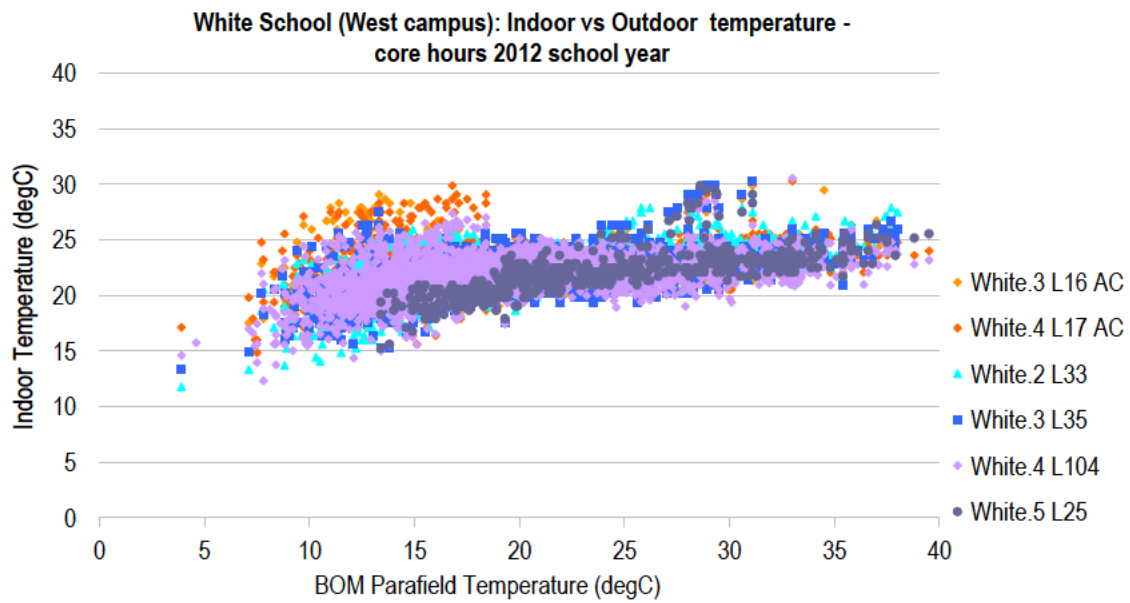 White School (West campus): Indoor vs Outdoor temperature -
core hours 2012 school year
40
35
30
25
20
15
10
5
0
Indoor Temperature (degC)
0 5 10 15 20 25 30 35 40
BOM Parafield Temperature (degC)
White.3 L16 AC
White.4 L17 AC
White.2 L33
White.3 L35
White.4 L104
White.5 L25